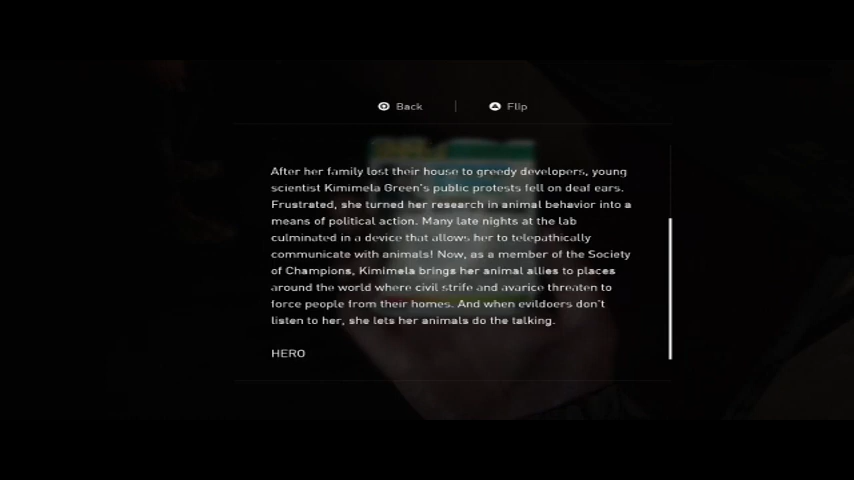 Back | Flip
After her family lost their house to greedy developers, young
scientist Kimimela Green's public protests fell on deaf ears.
Frustrated, she turned her research in animal behavior into a
means of political action. Many late nights at the lab
culminated in a device that allows her to telepathically
communicate with animals! Now, as a member of the Society
of Champions, Kimimela brings her animal allies to places
around the world where civil strife and avarice threaten to
force people from their homes. And when evildoers don't
listen to her, she lets her animals do the talking.
HERO